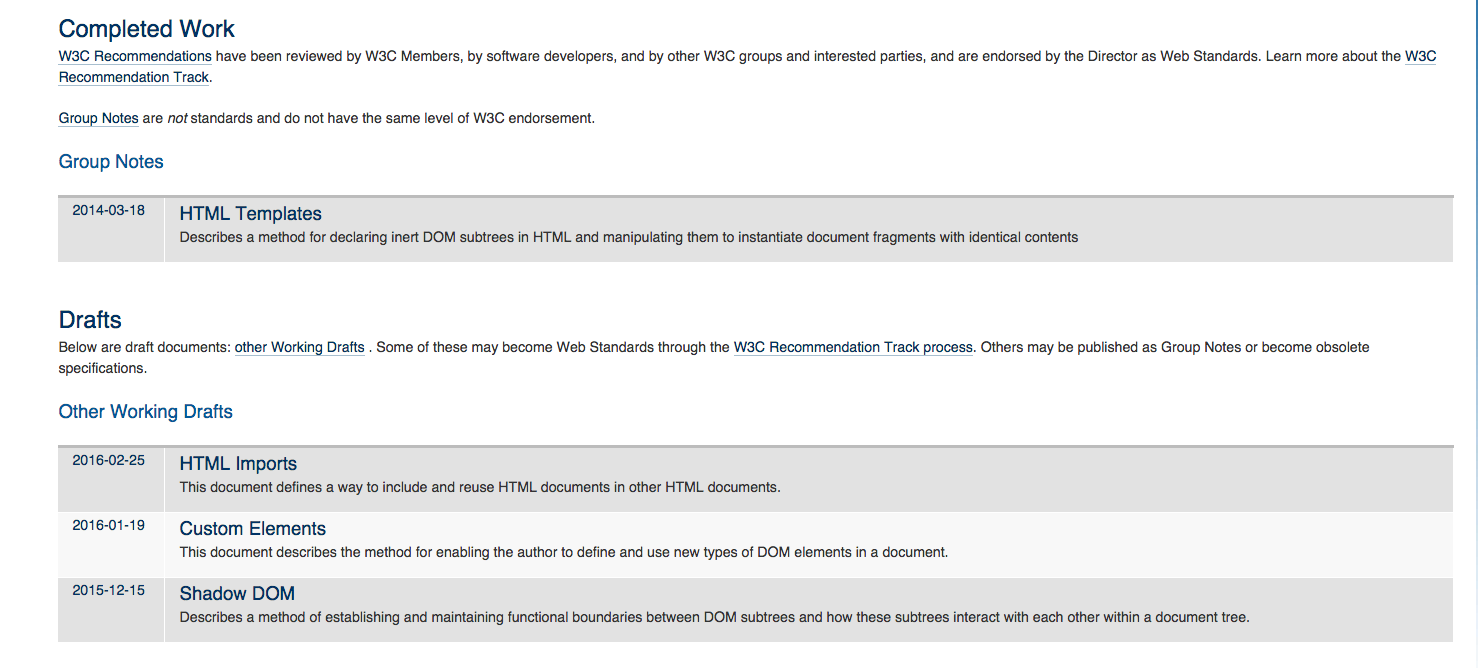 Completed Work
W3C Recommendations have been reviewed by W3C Members, by software developers, and by other W3C groups and interested parties, and are endorsed by the Director as Web Standards. Learn more about the W3C
Recommendation Track.
Group Notes are not standards and do not have the same level of W3C endorsement.
Group Notes
2014-03-18
HTML Templates
Describes a method for declaring inert DOM subtrees in HTML and manipulating them to instantiate document fragments with identical contents
Drafts
Below are draft documents: other Working Drafts . Some of these may become Web Standards through the W3C Recommendation Track process. Others may be published as Group Notes or become obsolete
specifications.
Other Working Drafts
2016-02-25
HTML Imports
This document defines a way to include and reuse HTML documents in other HTML documents.
2016-01-19
Custom Elements
This document describes the method for enabling the author to define and use new types of DOM elements in a document.
2015-12-15
Shadow DOM
Describes a method of establishing and maintaining functional boundaries between DOM subtrees and how these subtrees interact with each other within a document tree.